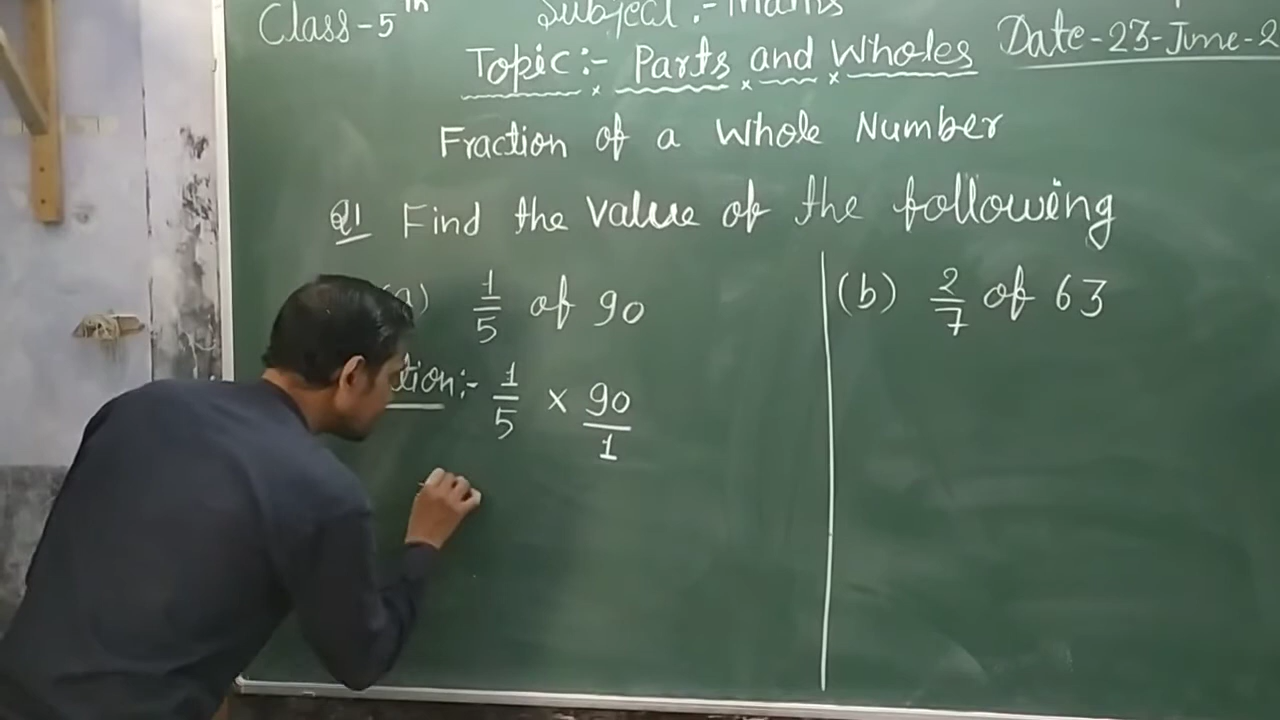 Class-5th
Subject :- Maths
Date-23-June-2
Topic:- Parts and Wholes
Fraction of a Whole Number
Q1 Find the value of the following
(a) 1/5 of 90
(b) 2/7 of 63
:- 1/5 × 90/1